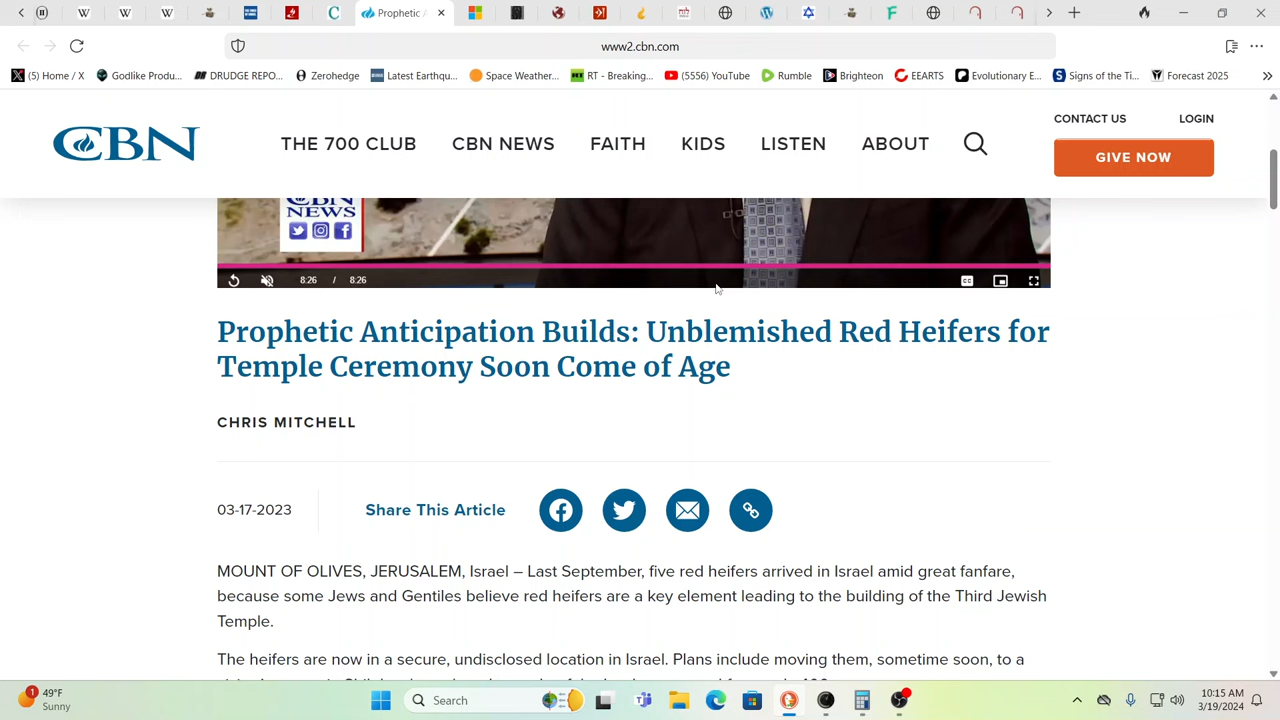 Prophetic
www2.cbn.com
(5) Home / X
Godlike Produ...
DRUDGE REPO...
Zerohedge
Latest Earthqu...
Space Weather...
RT - Breaking...
(5556) YouTube
Rumble
Brighteon
EEARTS
Evolutionary E...
Signs of the Ti...
Forecast 2025
CBN
THE 700 CLUB
CBN NEWS
FAITH
KIDS
LISTEN
ABOUT
CONTACT US
LOGIN
GIVE NOW
CBN
NEWS
8:26 / 8:26
CC
Prophetic Anticipation Builds: Unblemished Red Heifers for
Temple Ceremony Soon Come of Age
CHRIS MITCHELL
03-17-2023
Share This Article
MOUNT OF OLIVES, JERUSALEM, Israel – Last September, five red heifers arrived in Israel amid great fanfare,
because some Jews and Gentiles believe red heifers are a key element leading to the building of the Third Jewish
Temple.
The heifers are now in a secure, undisclosed location in Israel. Plans include moving them, sometime soon, to a
1
49°F
Sunny
Search
10:15 AM
3/19/2024